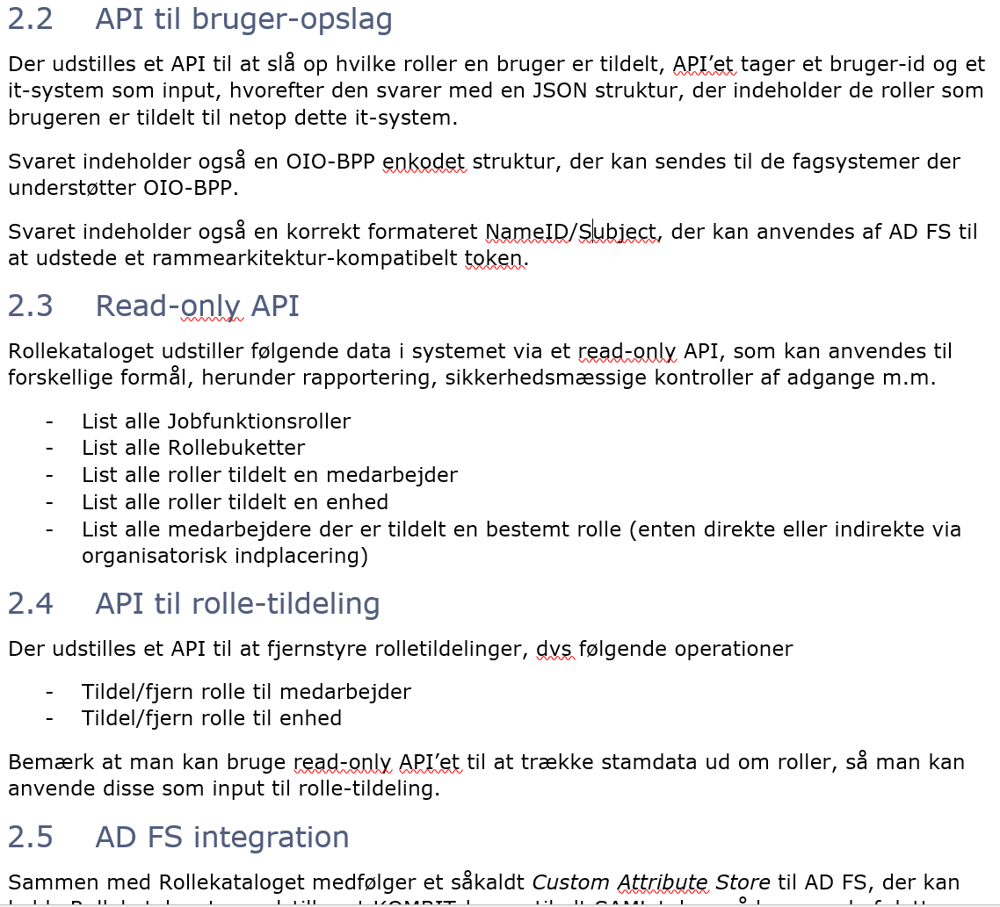 2.2 API til bruger-opslag
Der udstilles et API til at slå op hvilke roller en bruger er tildelt, API’et tager et bruger-id og et
it-system som input, hvorefter den svarer med en JSON struktur, der indeholder de roller som
brugeren er tildelt til netop dette it-system.
Svaret indeholder også en OIO-BPP enkodet struktur, der kan sendes til de fagsystemer der
understøtter OIO-BPP.
Svaret indeholder også en korrekt formateret NameID/Subject, der kan anvendes af AD FS til
at udstede et rammearkitektur-kompatibelt token.
2.3 Read-only API
Rollekataloget udstiller følgende data i systemet via et read-only API, som kan anvendes til
forskellige formål, herunder rapportering, sikkerhedsmæssige kontroller af adgange m.m.
- List alle Jobfunktionsroller
- List alle Rollebuketter
- List alle roller tildelt en medarbejder
- List alle roller tildelt en enhed
- List alle medarbejdere der er tildelt en bestemt rolle (enten direkte eller indirekte via
organisatorisk indplacering)
2.4 API til rolle-tildeling
Der udstilles et API til at fjernstyre rolletildelinger, dvs følgende operationer
- Tildel/fjern rolle til medarbejder
- Tildel/fjern rolle til enhed
Bemærk at man kan bruge read-only API’et til at trække stamdata ud om roller, så man kan
anvende disse som input til rolle-tildeling.
2.5 AD FS integration
Sammen med Rollekataloget medfølger et såkaldt Custom Attribute Store til AD FS, der kan